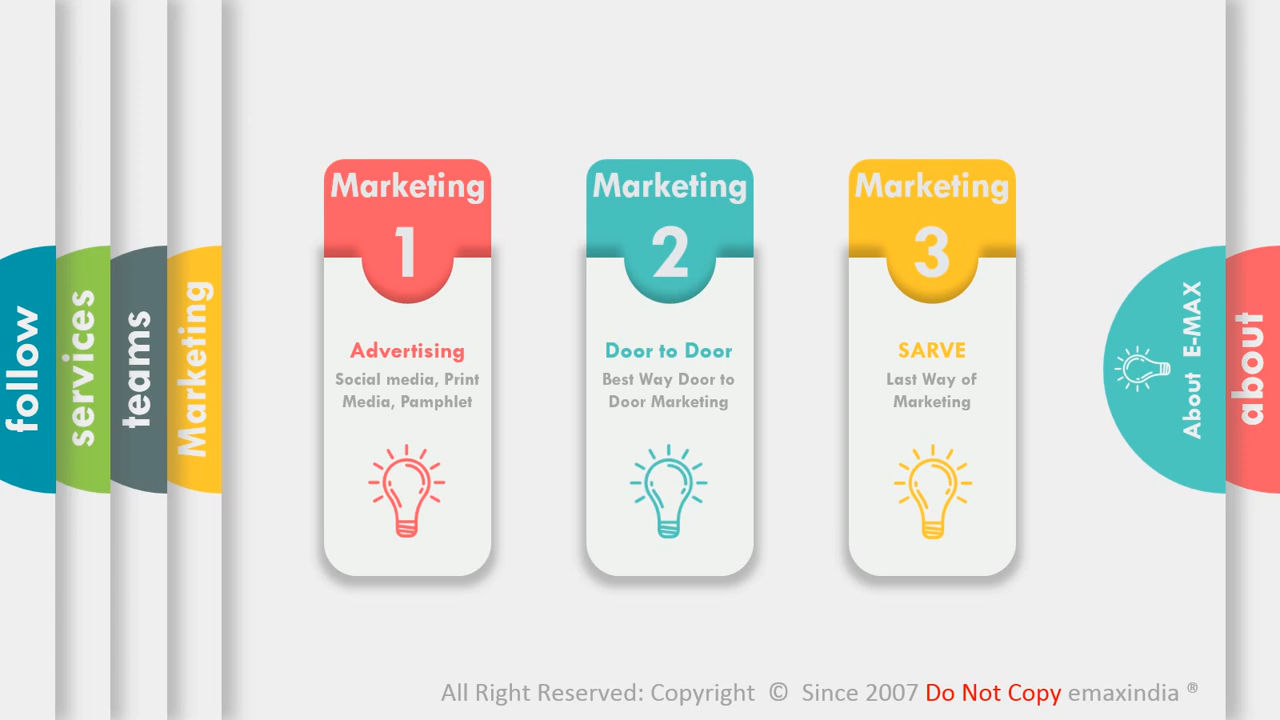 follow
services
teams
Marketing
Marketing
1
Advertising
Social media, Print
Media, Pamphlet
Marketing
2
Door to Door
Best Way Door to
Door Marketing
Marketing
3
SARVE
Last Way of
Marketing
About E-MAX
about
All Right Reserved: Copyright © Since 2007 Do Not Copy emaxindia ®